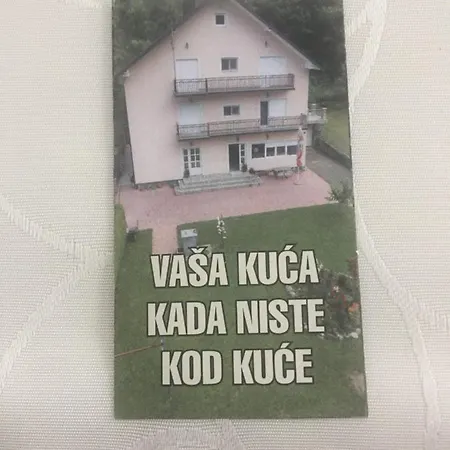 VAŠA KUĆA
KADA NISTE
KOD KUĆE